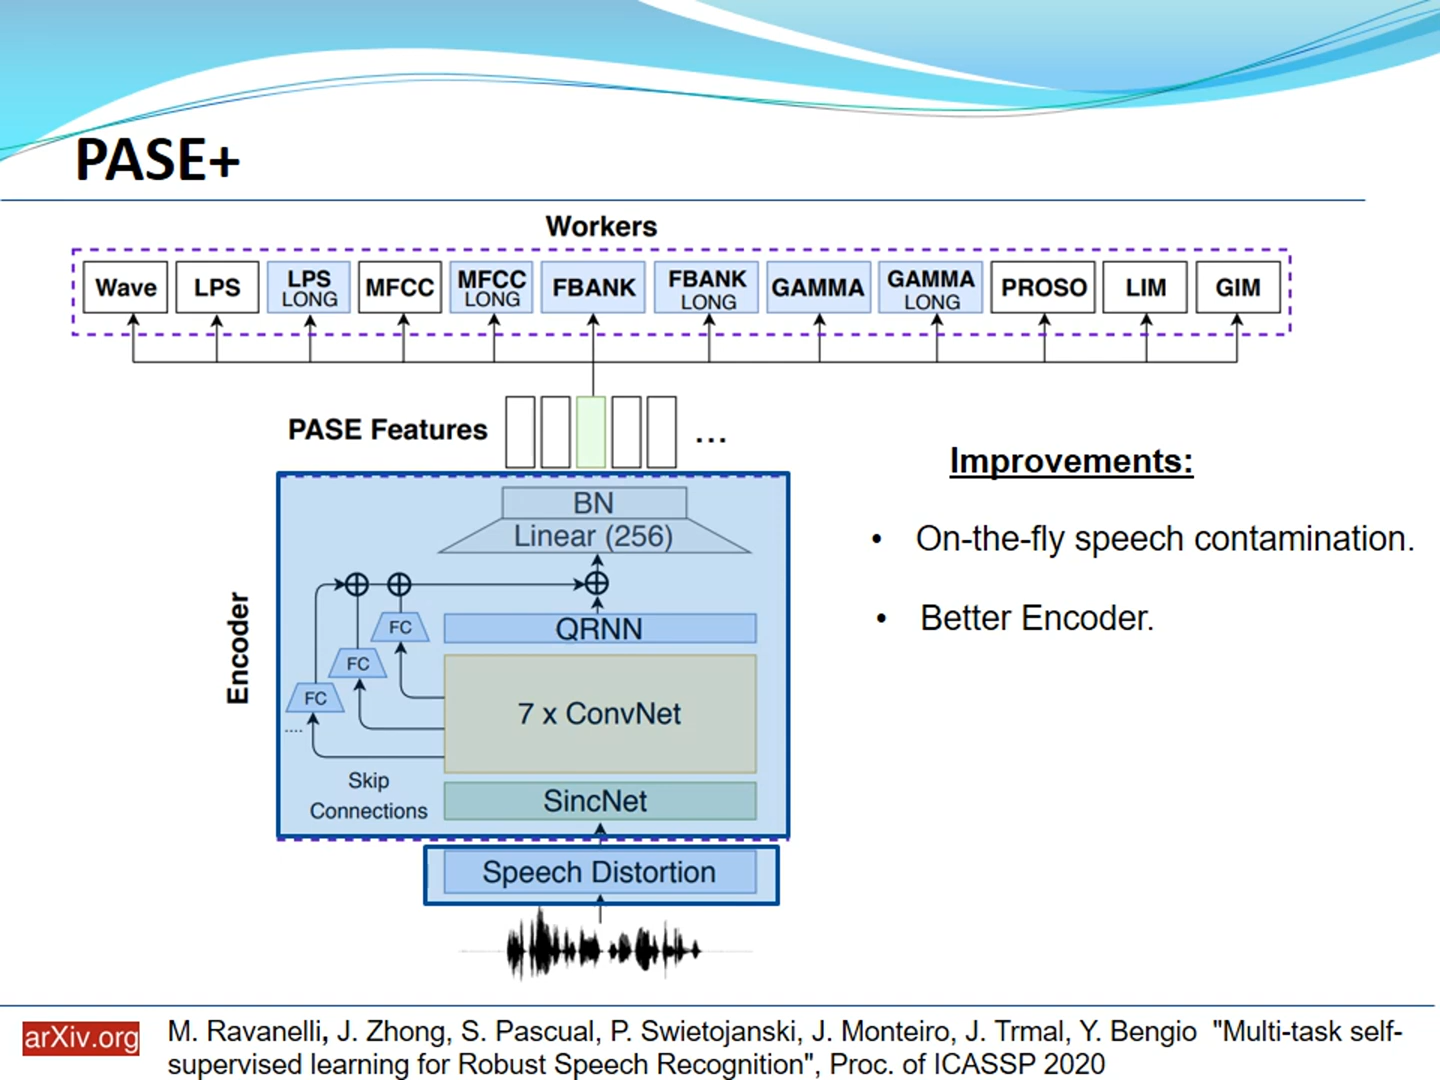 PASE+
Workers
Wave LPS LPS LONG MFCC MFCC LONG FBANK FBANK LONG GAMMA GAMMA LONG PROSO LIM GIM
PASE Features ...
Improvements:
• On-the-fly speech contamination.
• Better Encoder.
Encoder
BN
Linear (256)
QRNN
FC
FC
FC
....
7 x ConvNet
Skip
Connections
SincNet
Speech Distortion
arXiv.org
M. Ravanelli, J. Zhong, S. Pascual, P. Swietojanski, J. Monteiro, J. Trmal, Y. Bengio "Multi-task self-
supervised learning for Robust Speech Recognition", Proc. of ICASSP 2020